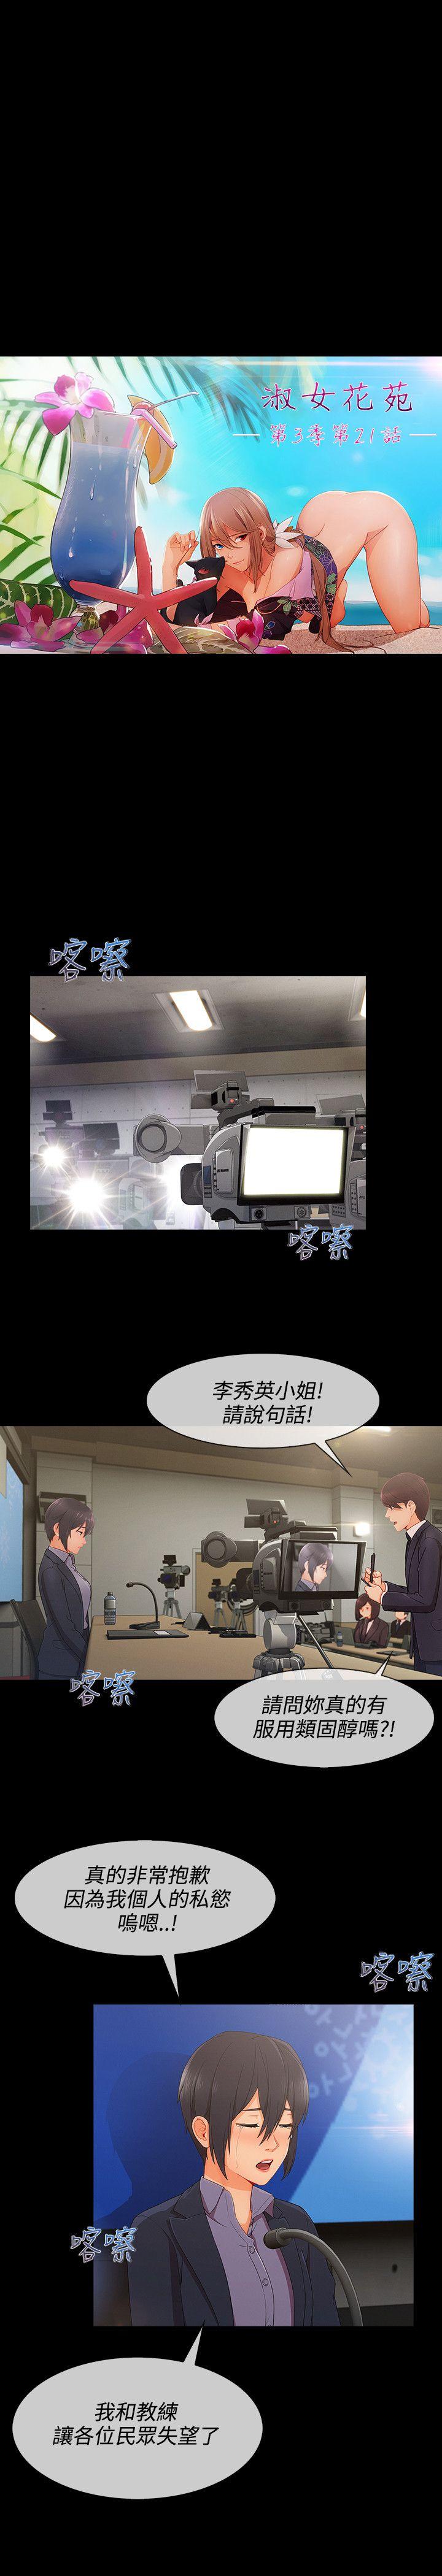 淑女花苑
第3季第21話
喀嚓
喀嚓
李秀英小姐!
請說句話!
喀嚓
請問妳真的有
服用類固醇嗎?!
真的非常抱歉
因為我個人的私慾
嗚嗯..!
喀嚓
喀嚓
我和教練
讓各位民眾失望了